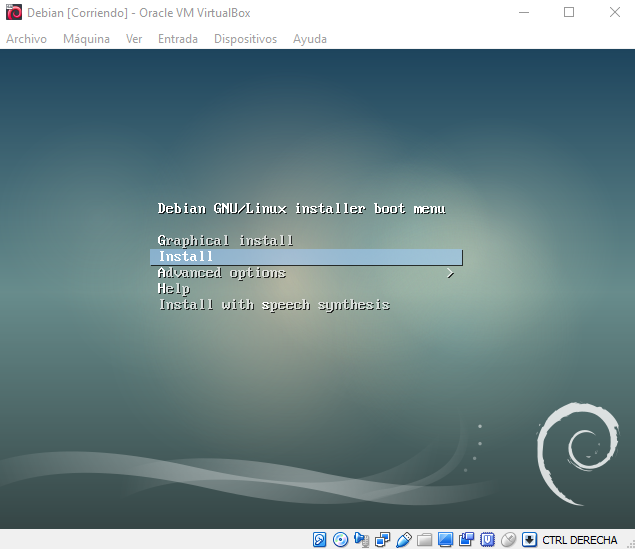 Debian [Corriendo] - Oracle VM VirtualBox
Archivo Máquina Ver Entrada Dispositivos Ayuda
Debian GNU/Linux installer boot menu
Graphical install
Install
Advanced options >
Help
Install with speech synthesis
CTRL DERECHA